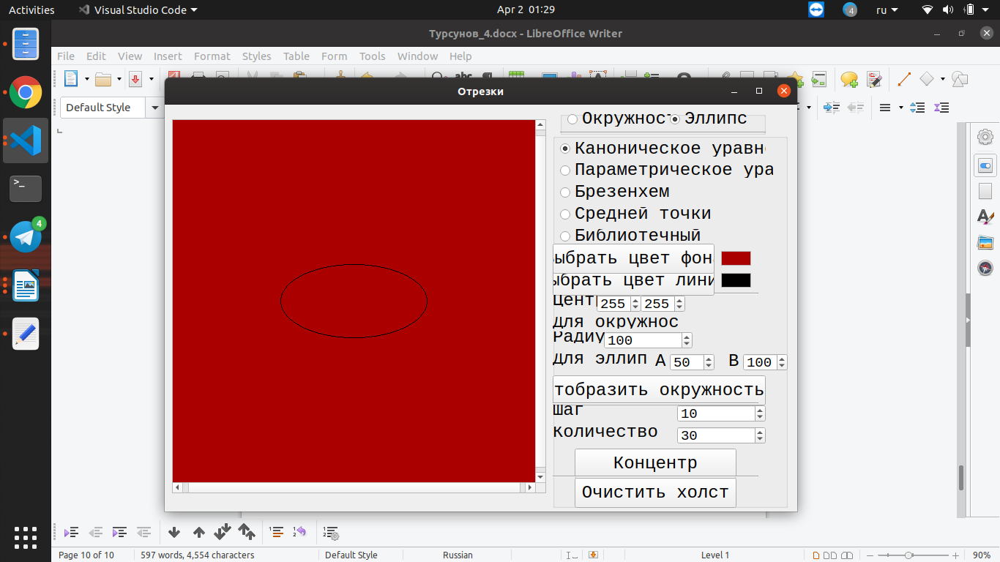 Activities Visual Studio Code Apr 2 01:29 4 ru
Турсунов_4.docx - LibreOffice Writer
File Edit View Insert Format Styles Table Form Tools Window Help
Отрезки
Default Style
Окружност Эллипс
Каноническое уравн
Параметрическое ура
Брезенхем
Средней точки
Библиотечный
ыбрать цвет фон
ыбрать цвет лини
Центр 255 255
Для окружнос
Радиу 100
Для эллип A 50 B 100
тобразить окружность
Шаг 10
Количество 30
Концентр
Очистить холст
4
Page 10 of 10 597 words, 4,554 characters Default Style Russian Level 1 90%